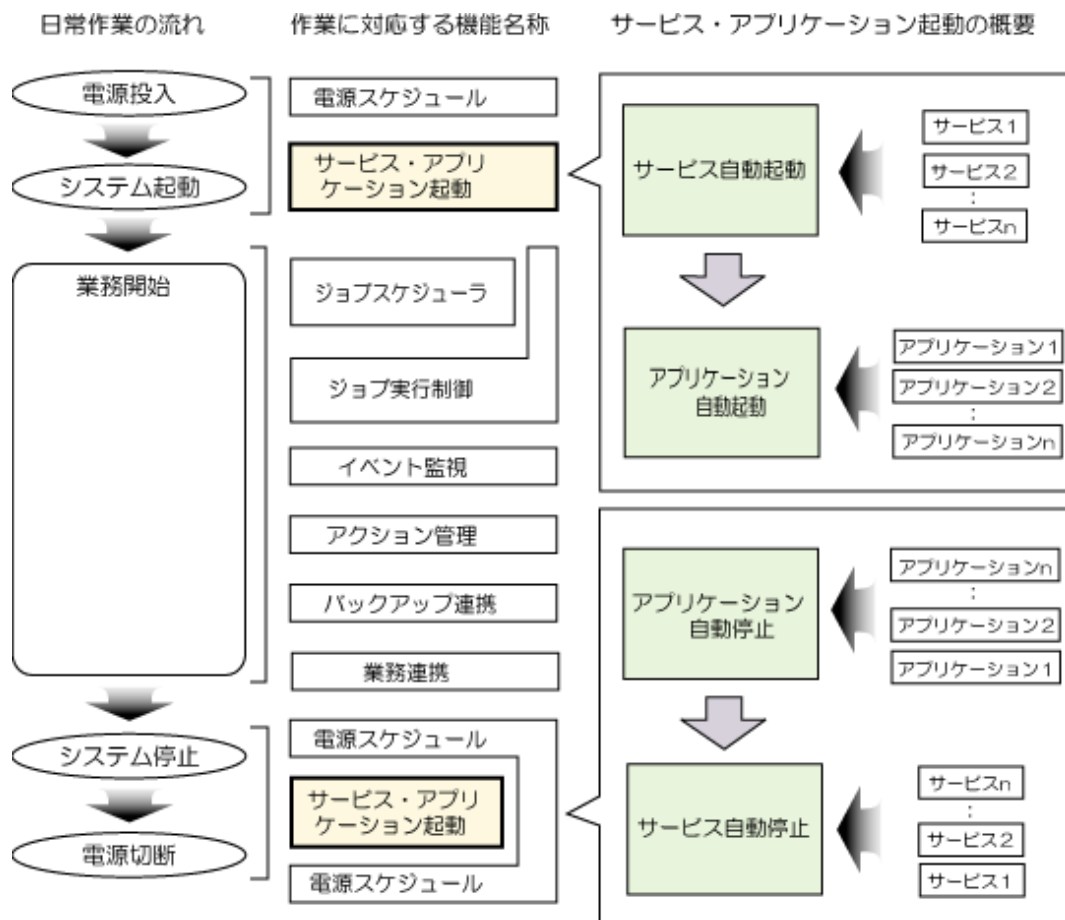 日常作業の流れ
作業に対応する機能名称
サービス・アプリケーション起動の概要
電源投入
システム起動
業務開始
システム停止
電源切断
電源スケジュール
サービス・アプリ
ケーション起動
ジョブスケジューラ
ジョブ実行制御
イベント監視
アクション管理
バックアップ連携
業務連携
電源スケジュール
サービス・アプリ
ケーション起動
電源スケジュール
サービス自動起動
サービス1
サービス2
:
サービスn
アプリケーション
自動起動
アプリケーション1
アプリケーション2
:
アプリケーションn
アプリケーション
自動停止
アプリケーションn
:
アプリケーション2
アプリケーション1
サービス自動停止
サービスn
:
サービス2
サービス1